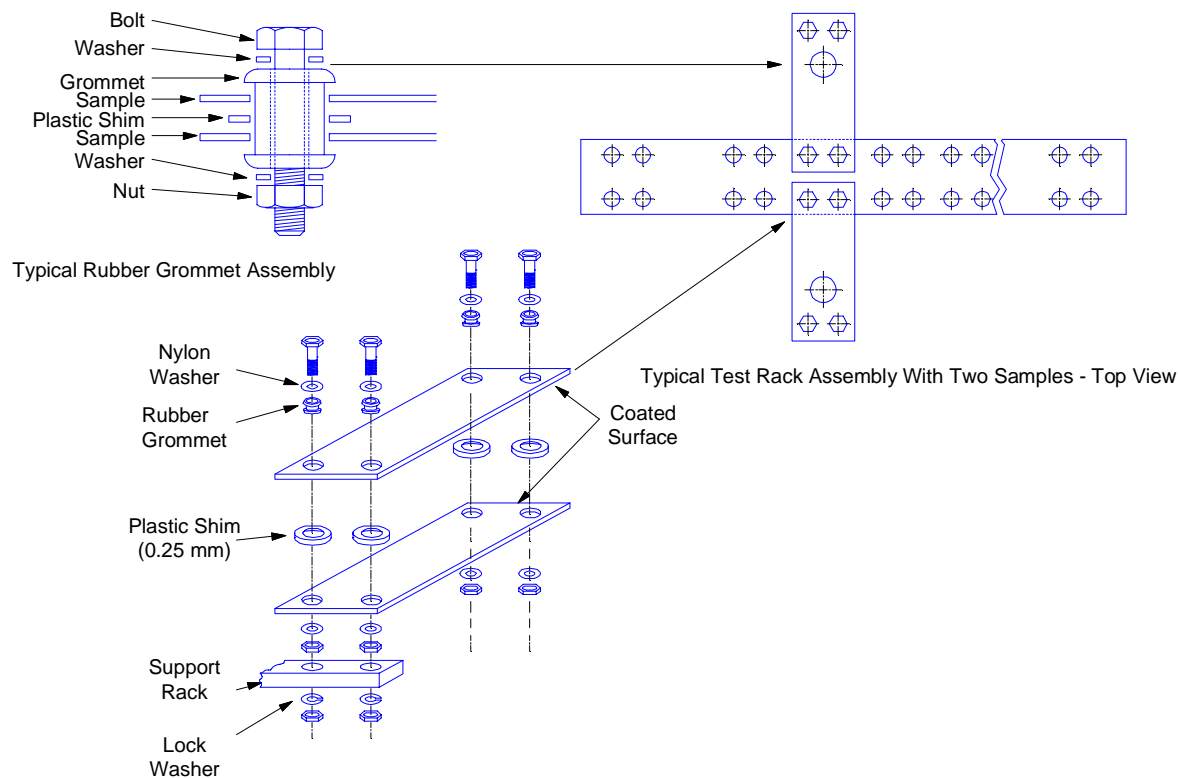 Bolt
Washer
Grommet
Sample
Plastic Shim
Sample
Washer
Nut
Typical Rubber Grommet Assembly
Typical Test Rack Assembly With Two Samples - Top View
Nylon
Washer
Rubber
Grommet
Coated
Surface
Plastic Shim
(0.25 mm)
Support
Rack
Lock
Washer